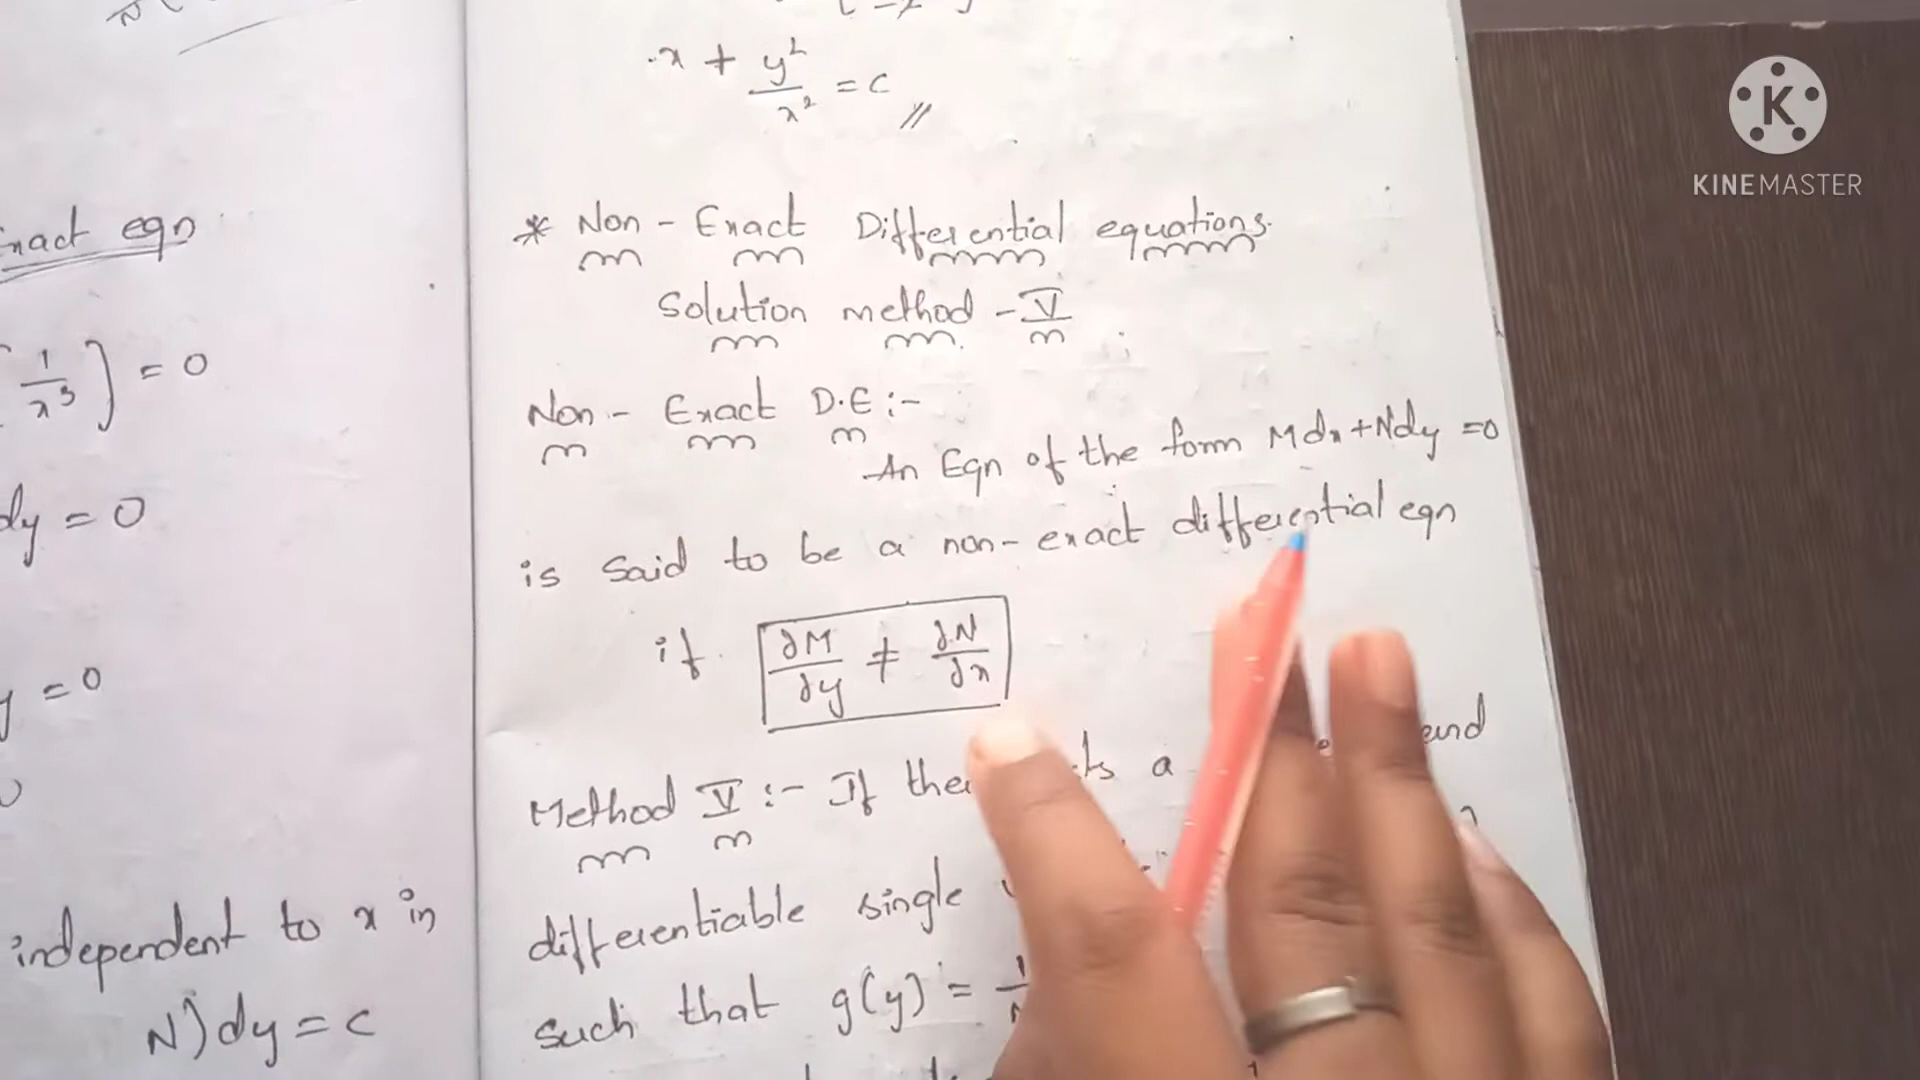 x + y²/x² = c //
* Non - Exact Differential equations.
Solution method - V
Non - Exact D.E :-
An Eqn of the form Mdx + Ndy = 0
is said to be a non-exact differential eqn
if ∂M/∂y ≠ ∂N/∂x
Method V :- If a and
differentiable single
such that g(y) =
Exact eqn
1/x³ ) = 0
dy = 0
= 0
independent to x in
N) dy = c
KINEMASTER